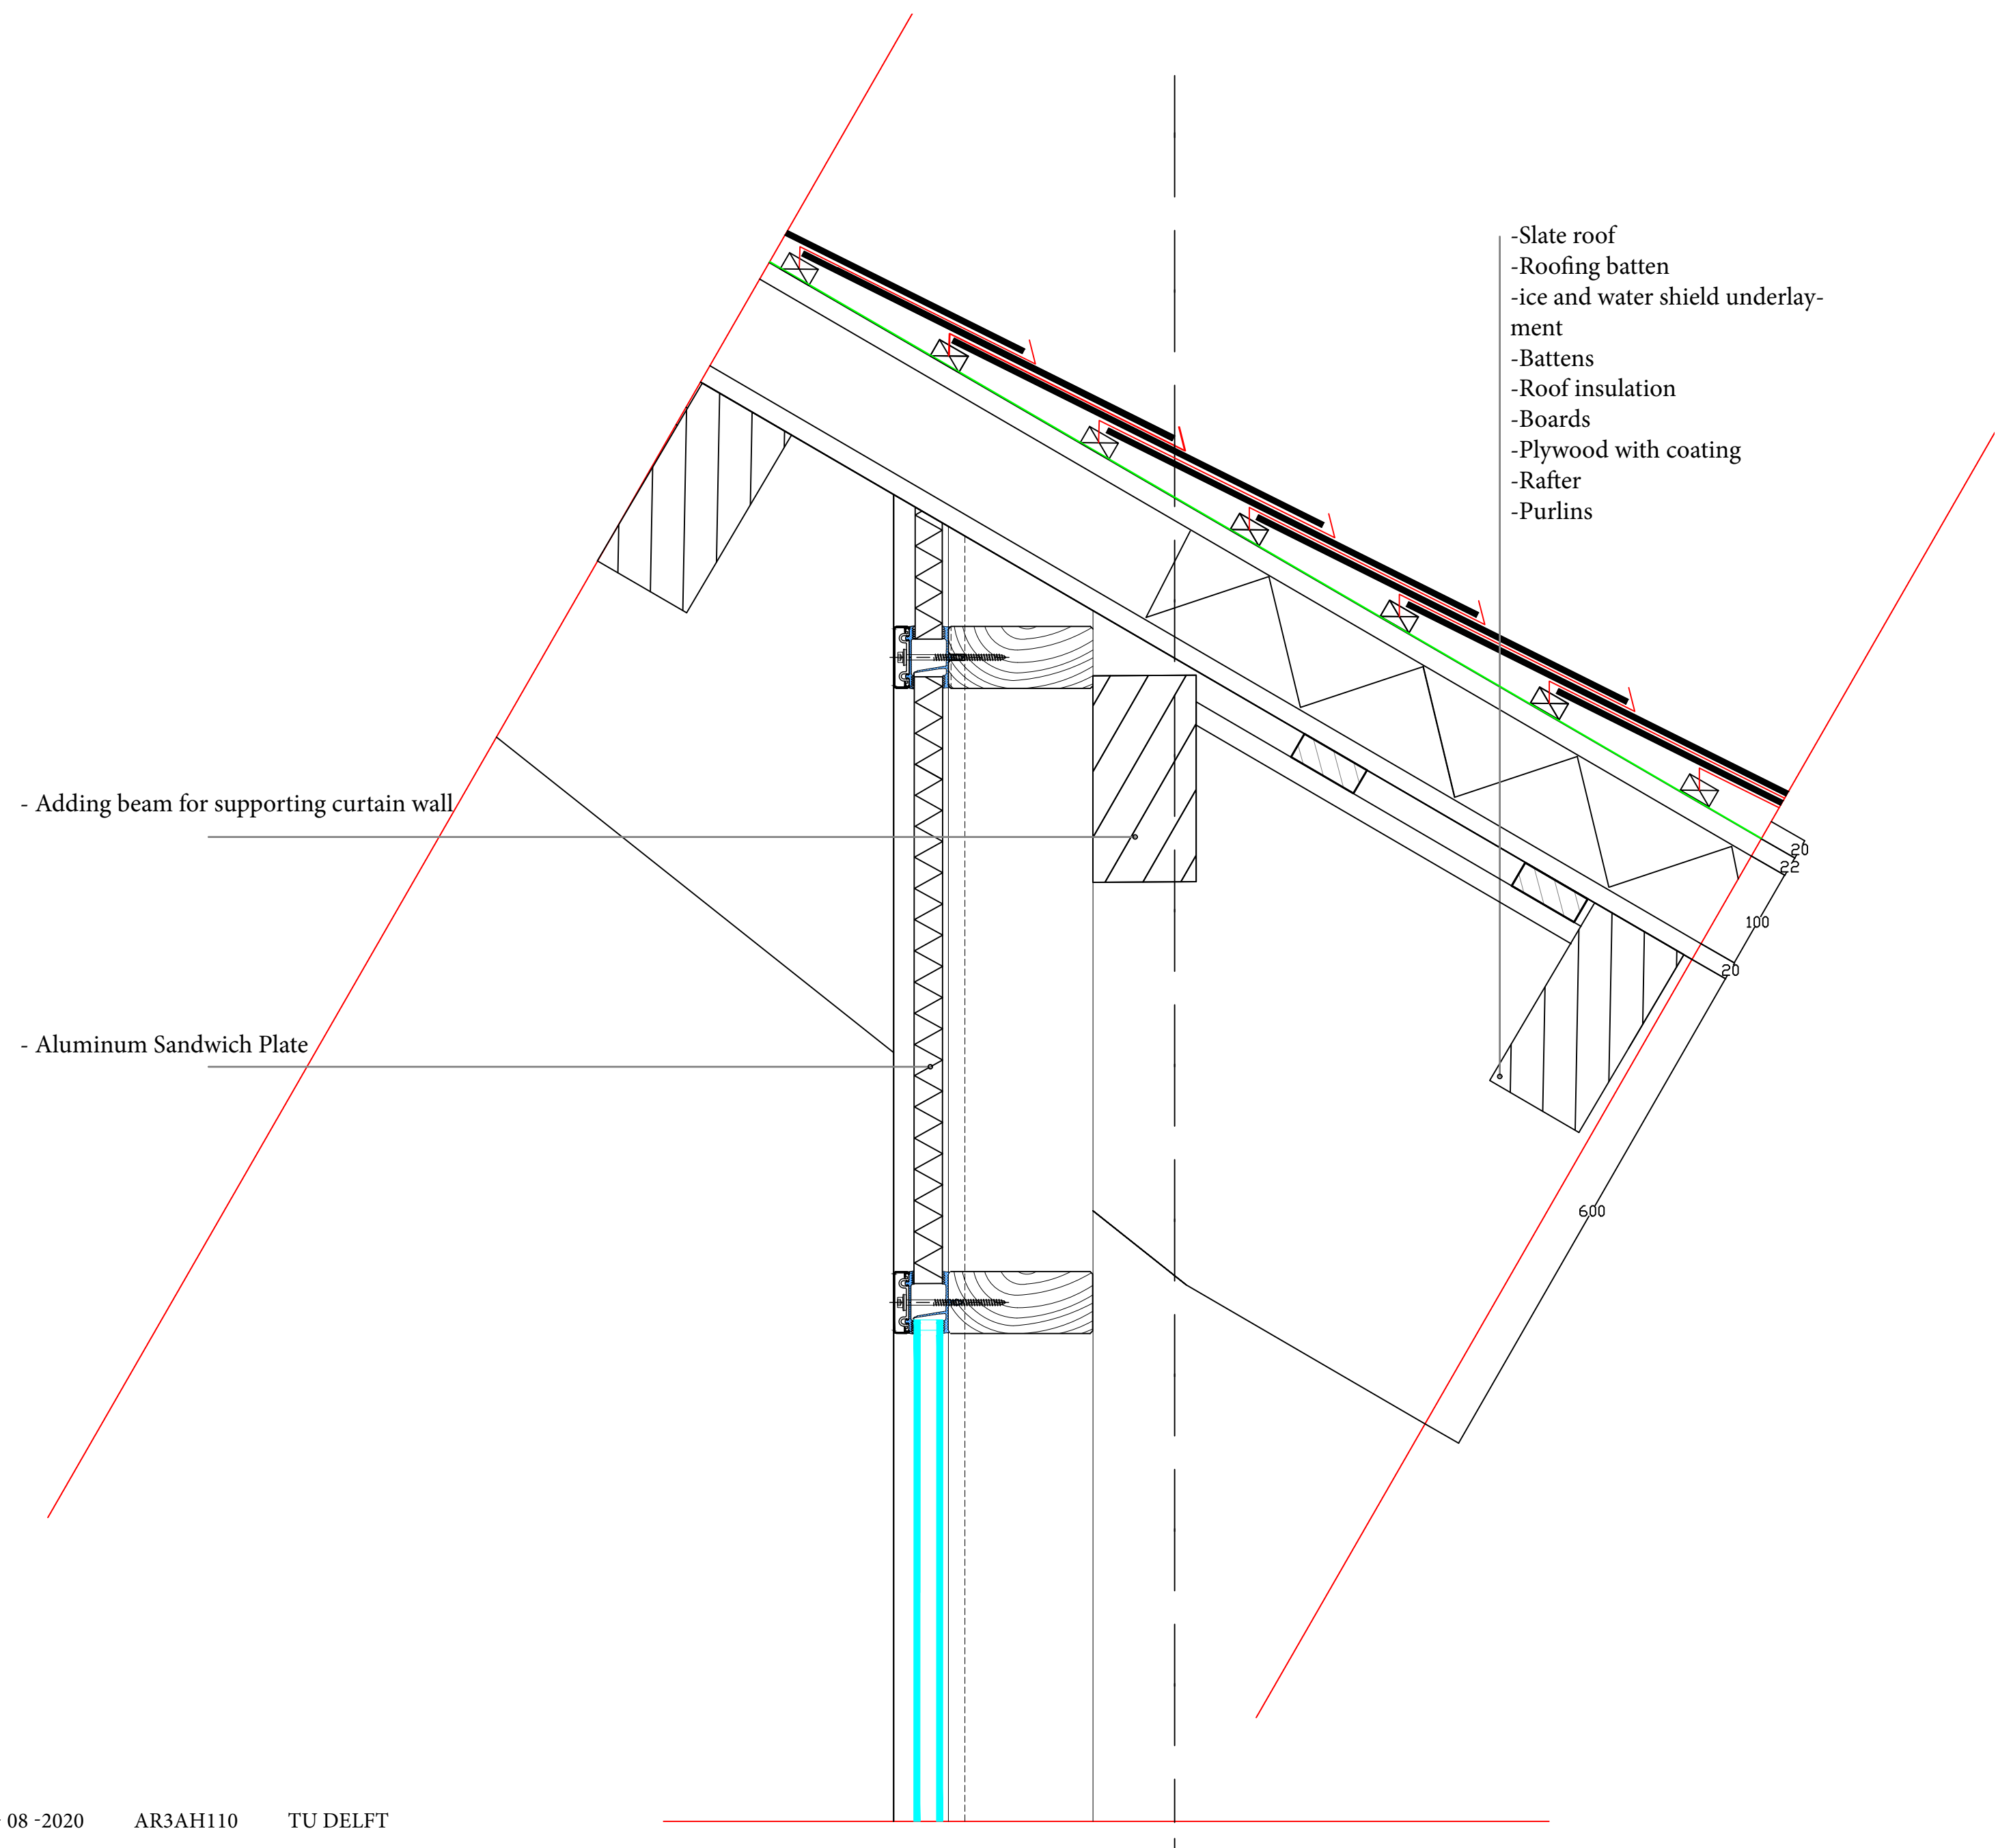 -Slate roof
-Roofing batten
-ice and water shield underlay-
ment
-Battens
-Roof insulation
-Boards
-Plywood with coating
-Rafter
-Purlins
- Adding beam for supporting curtain wall
20
22
100
20
- Aluminum Sandwich Plate
600
08 -2020 AR3AH110 TU DELFT